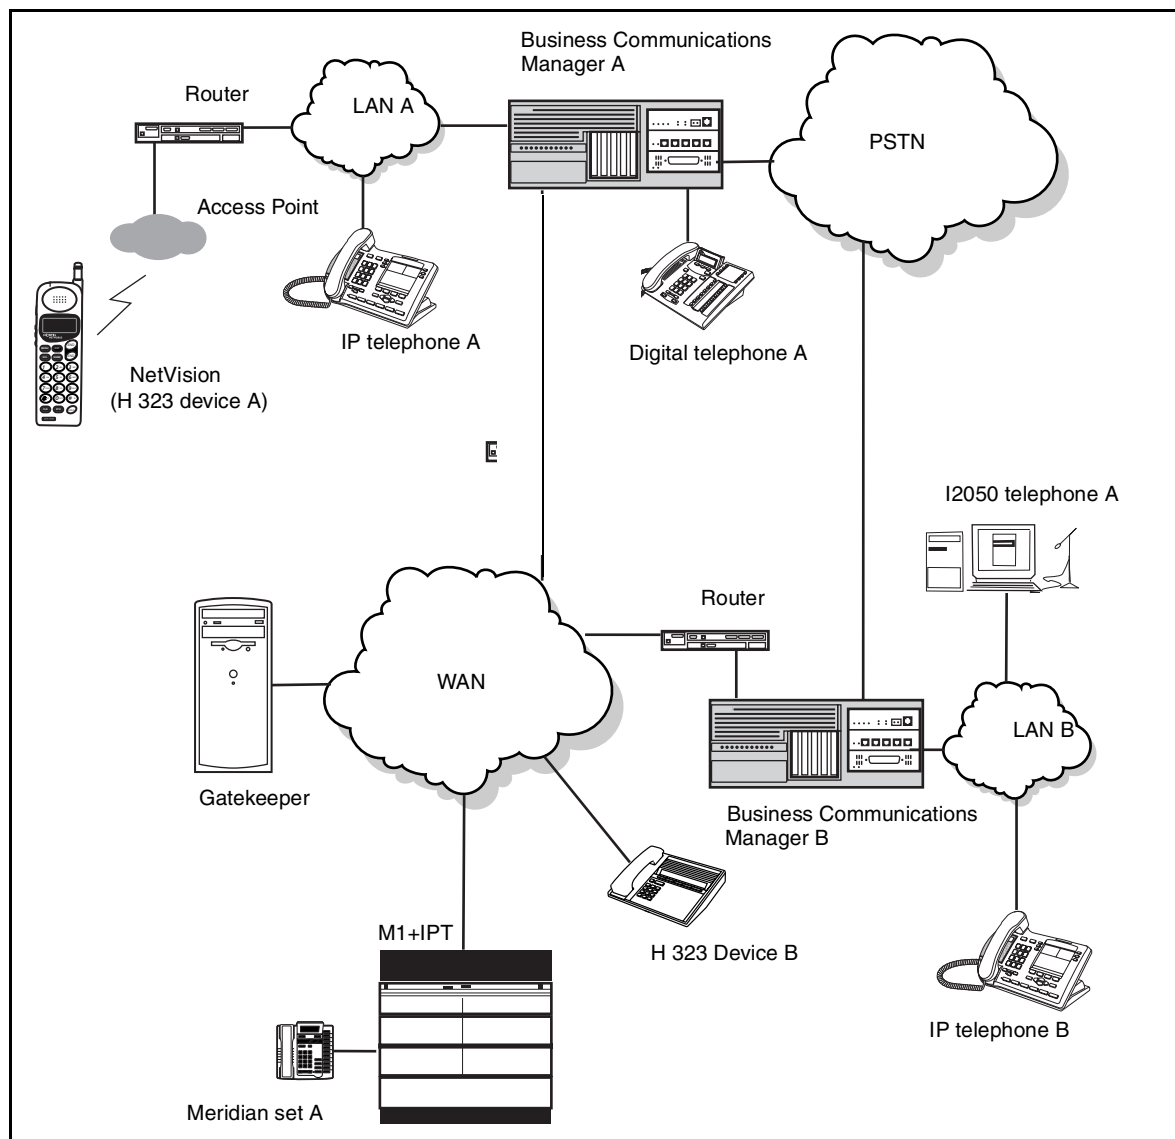 Business Communications
Manager A
Router
LAN A
PSTN
Access Point
IP telephone A
Digital telephone A
NetVision
(H 323 device A)
I2050 telephone A
Router
WAN
LAN B
Gatekeeper
Business Communications
Manager B
M1+IPT
H 323 Device B
IP telephone B
Meridian set A